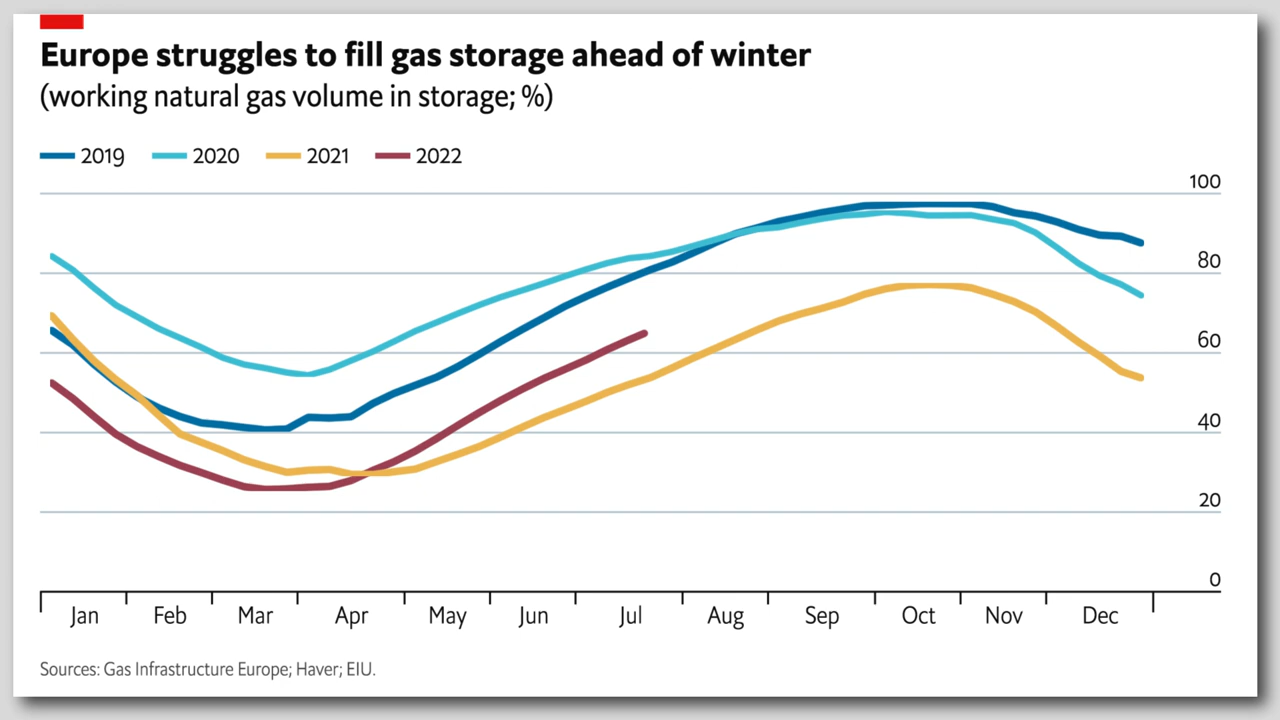 Europe struggles to fill gas storage ahead of winter
(working natural gas volume in storage; %)
2019 2020 2021 2022
100
80
60
40
20
0
Jan Feb Mar Apr May Jun Jul Aug Sep Oct Nov Dec
Sources: Gas Infrastructure Europe; Haver; EIU.